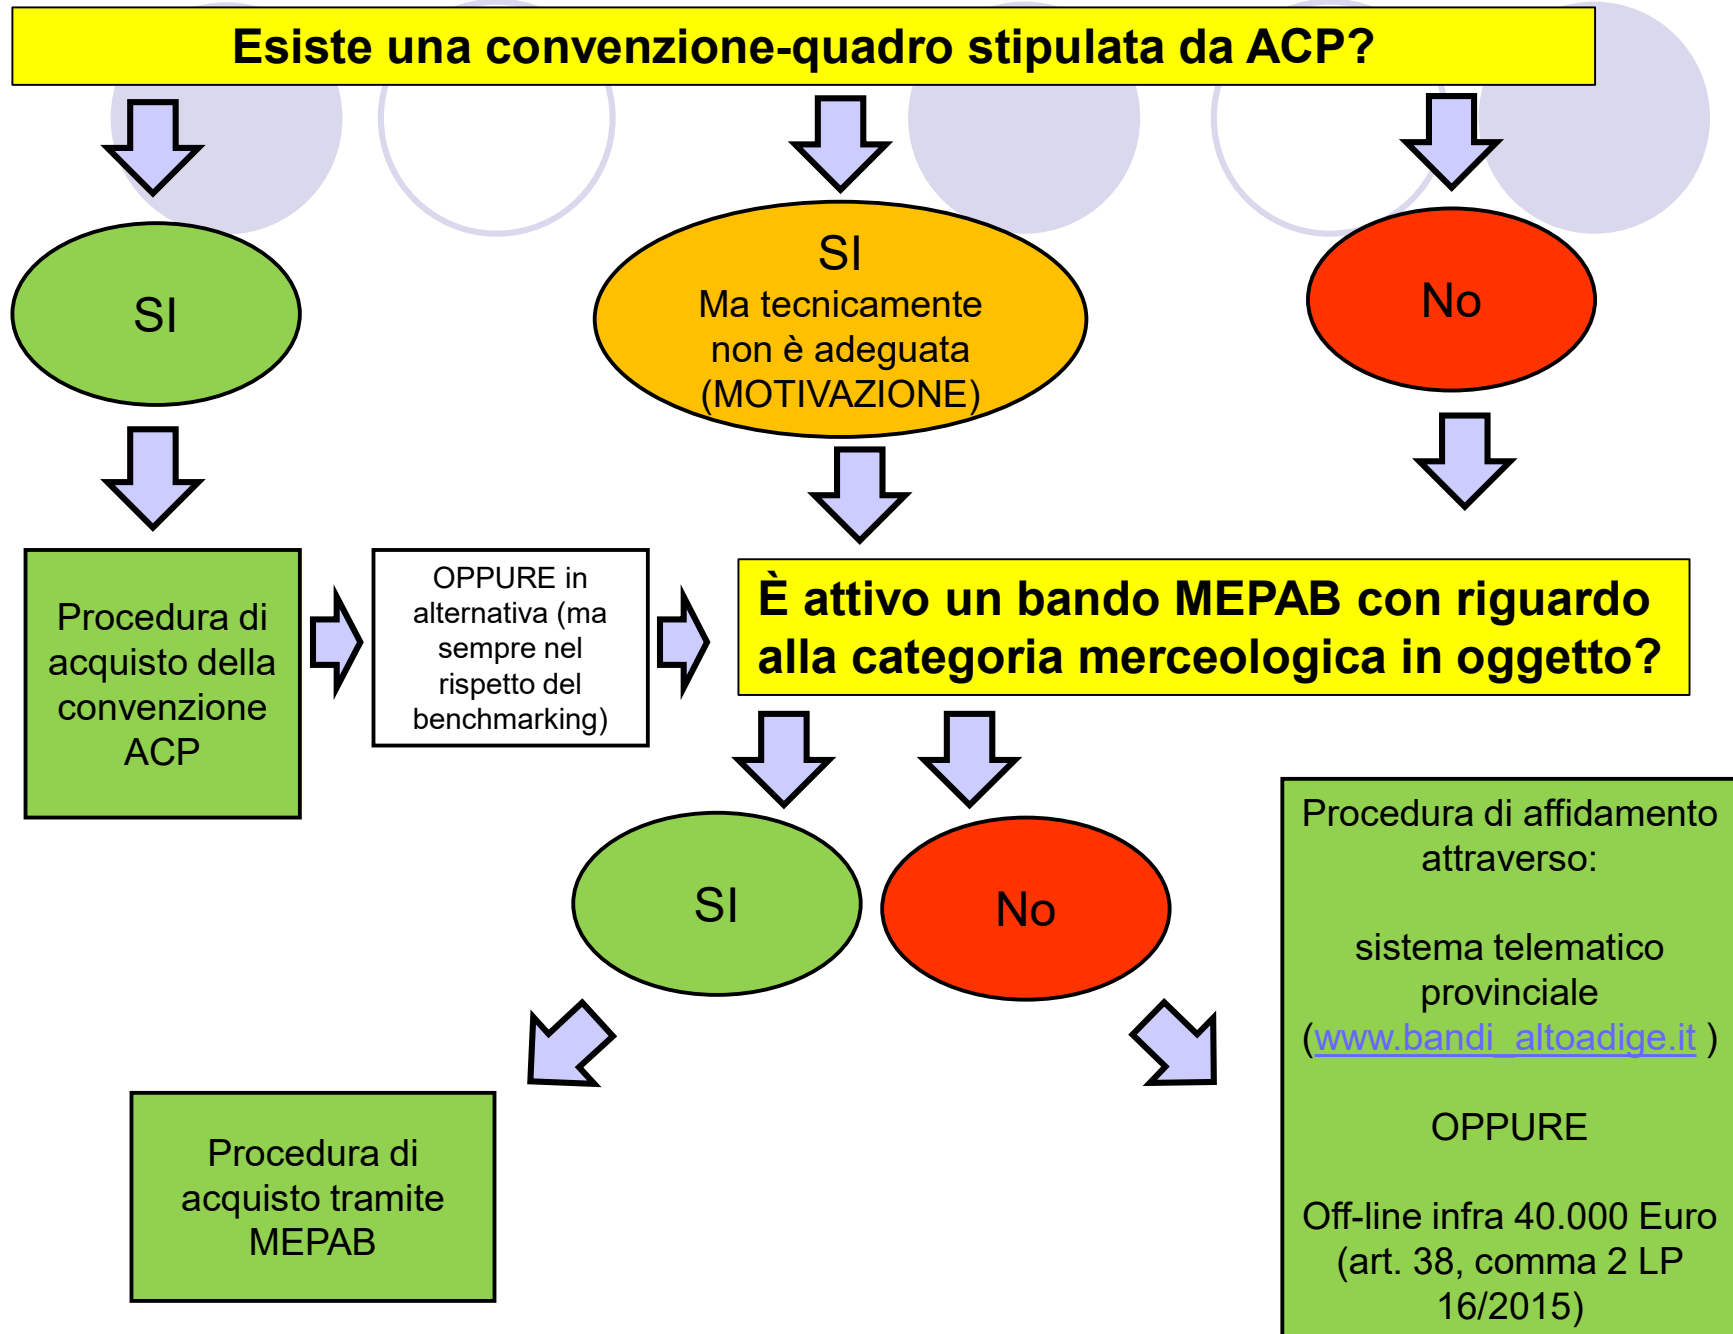 Esiste una convenzione-quadro stipulata da ACP?
SI
SI
Ma tecnicamente
non è adeguata
(MOTIVAZIONE)
No
Procedura di
acquisto della
convenzione
ACP
OPPURE in
alternativa (ma
sempre nel
rispetto del
benchmarking)
È attivo un bando MEPAB con riguardo
alla categoria merceologica in oggetto?
SI
No
Procedura di
acquisto tramite
MEPAB
Procedura di affidamento
attraverso:
sistema telematico
provinciale
(www.bandi_altoadige.it )
OPPURE
Off-line infra 40.000 Euro
(art. 38, comma 2 LP
16/2015)